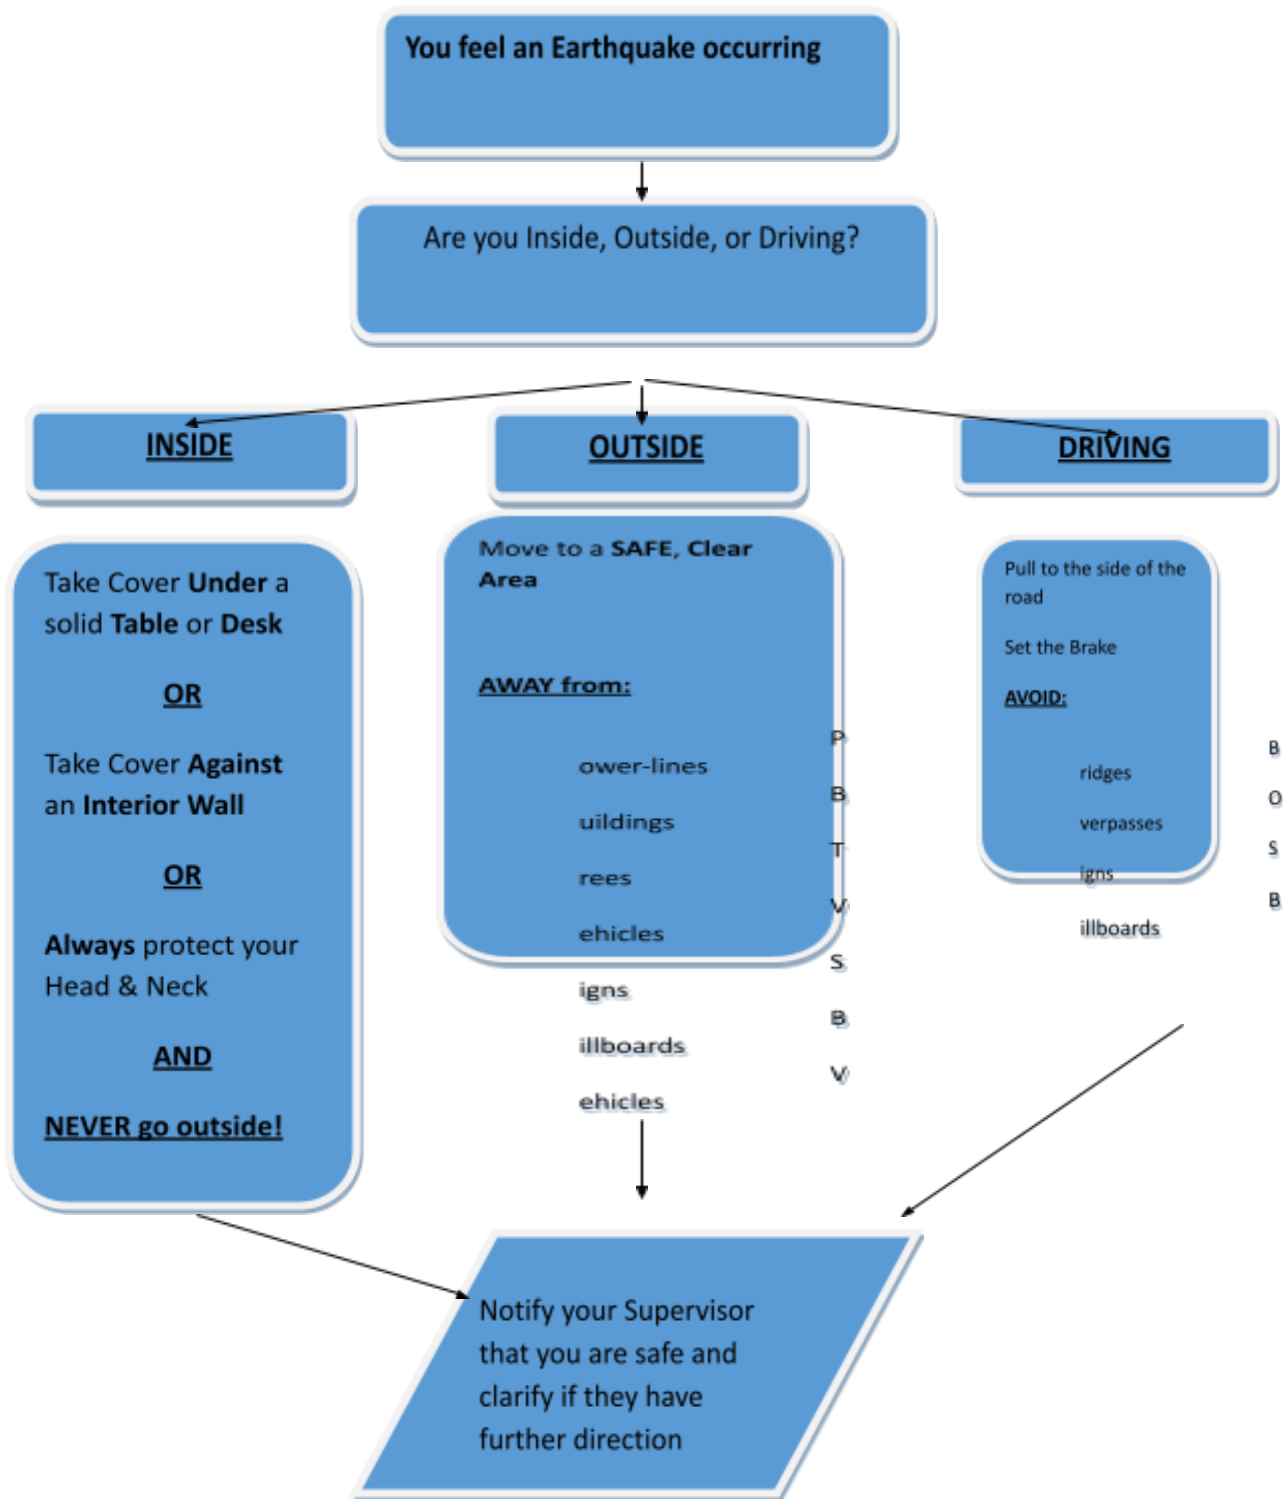 You feel an Earthquake occurring
Are you Inside, Outside, or Driving?
INSIDE
Take Cover Under a
solid Table or Desk
OR
Take Cover Against
an Interior Wall
OR
Always protect your
Head & Neck
AND
NEVER go outside!
OUTSIDE
Move to a SAFE, Clear
Area
AWAY from:
P
ower-lines
B
uildings
T
rees
V
ehicles
S
igns
B
illboards
V
ehicles
DRIVING
Pull to the side of the
road
Set the Brake
AVOID:
B
ridges
O
verpasses
S
igns
B
illboards
Notify your Supervisor
that you are safe and
clarify if they have
further direction